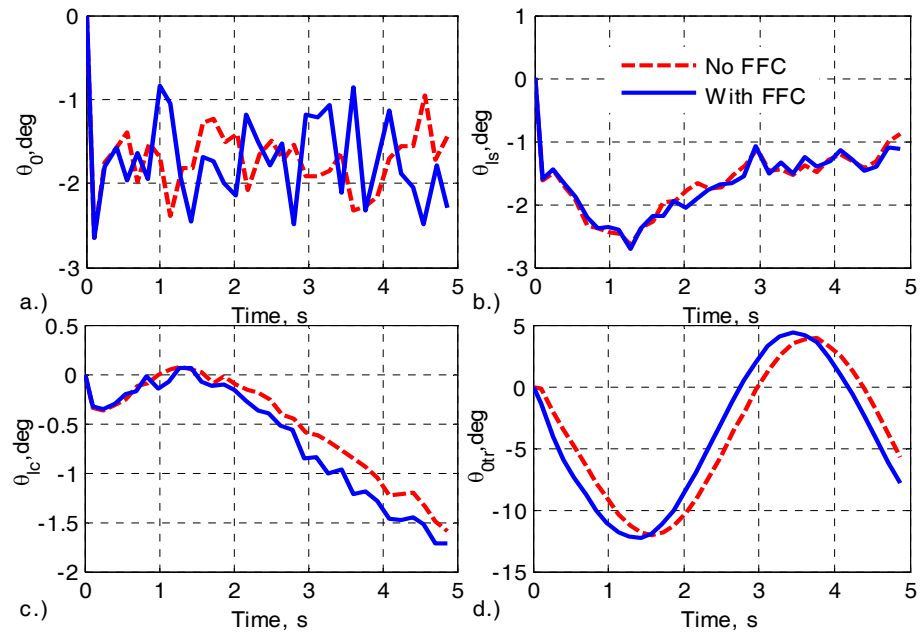 0
-1
-2
-3
θ0,deg
0 1 2 3 4 5
a.)
Time, s
1
0
-1
-2
-3
θls,deg
No FFC
With FFC
0 1 2 3 4 5
b.)
Time, s
0.5
0
-0.5
-1
-1.5
-2
θlc,deg
0 1 2 3 4 5
c.)
Time, s
5
0
-5
-10
-15
θ0tr,deg
0 1 2 3 4 5
d.)
Time, s